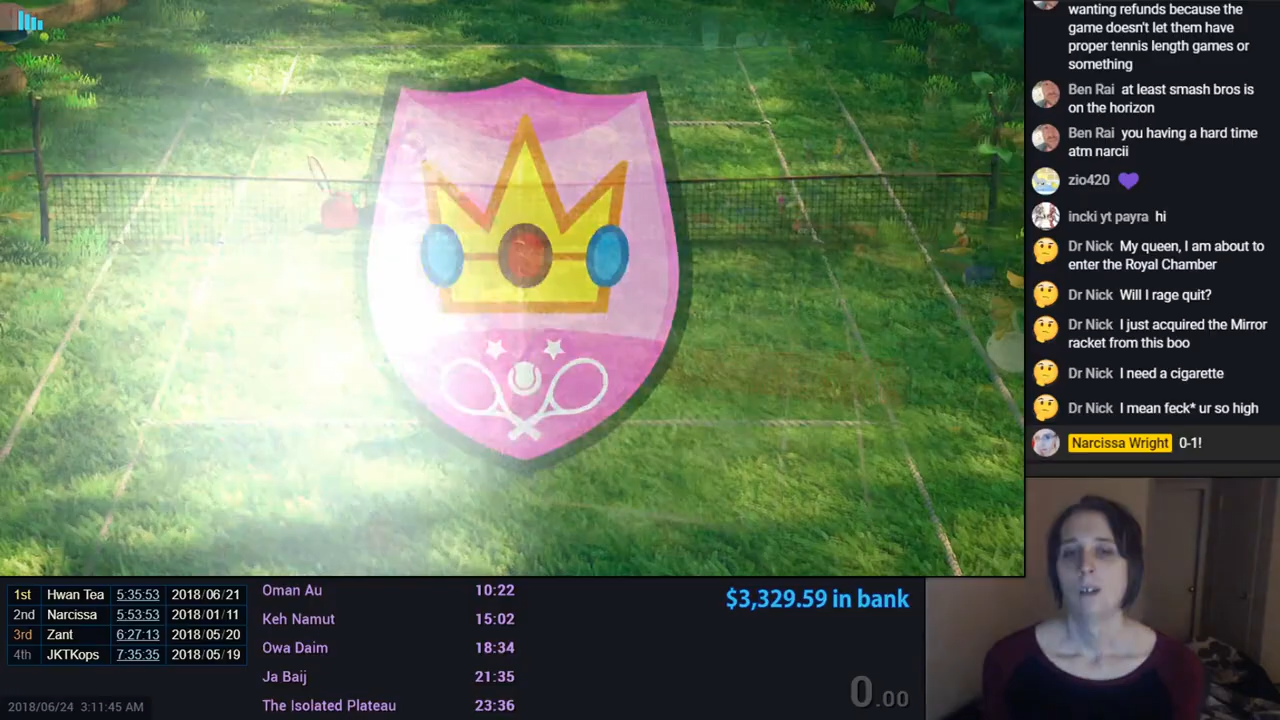 wanting refunds because the
game doesn't let them have
proper tennis length games or
something
Ben Rai at least smash bros is
on the horizon
Ben Rai you having a hard time
atm narcii
zio420
incki yt payra hi
Dr Nick My queen, I am about to
enter the Royal Chamber
Dr Nick Will I rage quit?
Dr Nick I just acquired the Mirror
racket from this boo
Dr Nick I need a cigarette
Dr Nick I mean feck* ur so high
Narcissa Wright 0-1!
1st Hwan Tea 5:35:53 2018/06/21
2nd Narcissa 5:53:53 2018/01/11
3rd Zant 6:27:13 2018/05/20
4th JKTKops 7:35:35 2018/05/19
2018/06/24 3:11:45 AM
Oman Au 10:22
Keh Namut 15:02
Owa Daim 18:34
Ja Baij 21:35
The Isolated Plateau 23:36
$3,329.59 in bank
0.00